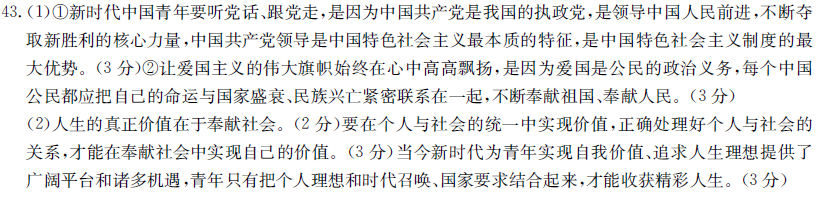 43.(1)①新时代中国青年要听党话、跟党走,是因为中国共产党是我国的执政党,是领导中国人民前进,不断夺
取新胜利的核心力量,中国共产党领导是中国特色社会主义最本质的特征,是中国特色社会主义制度的最
大优势。(3分)②让爱国主义的伟大旗帜始终在心中高高飘扬,是因为爱国是公民的政治义务,每个中国
公民都应把自己的命运与国家盛衰、民族兴亡紧密联系在一起,不断奉献祖国、奉献人民。(3分)
(2)人生的真正价值在于奉献社会。(2分)要在个人与社会的统一中实现价值,正确处理好个人与社会的
关系,才能在奉献社会中实现自己的价值。(3分)当今新时代为青年实现自我价值、追求人生理想提供了
广阔平台和诸多机遇,青年只有把个人理想和时代召唤、国家要求结合起来,才能收获精彩人生。(3分)